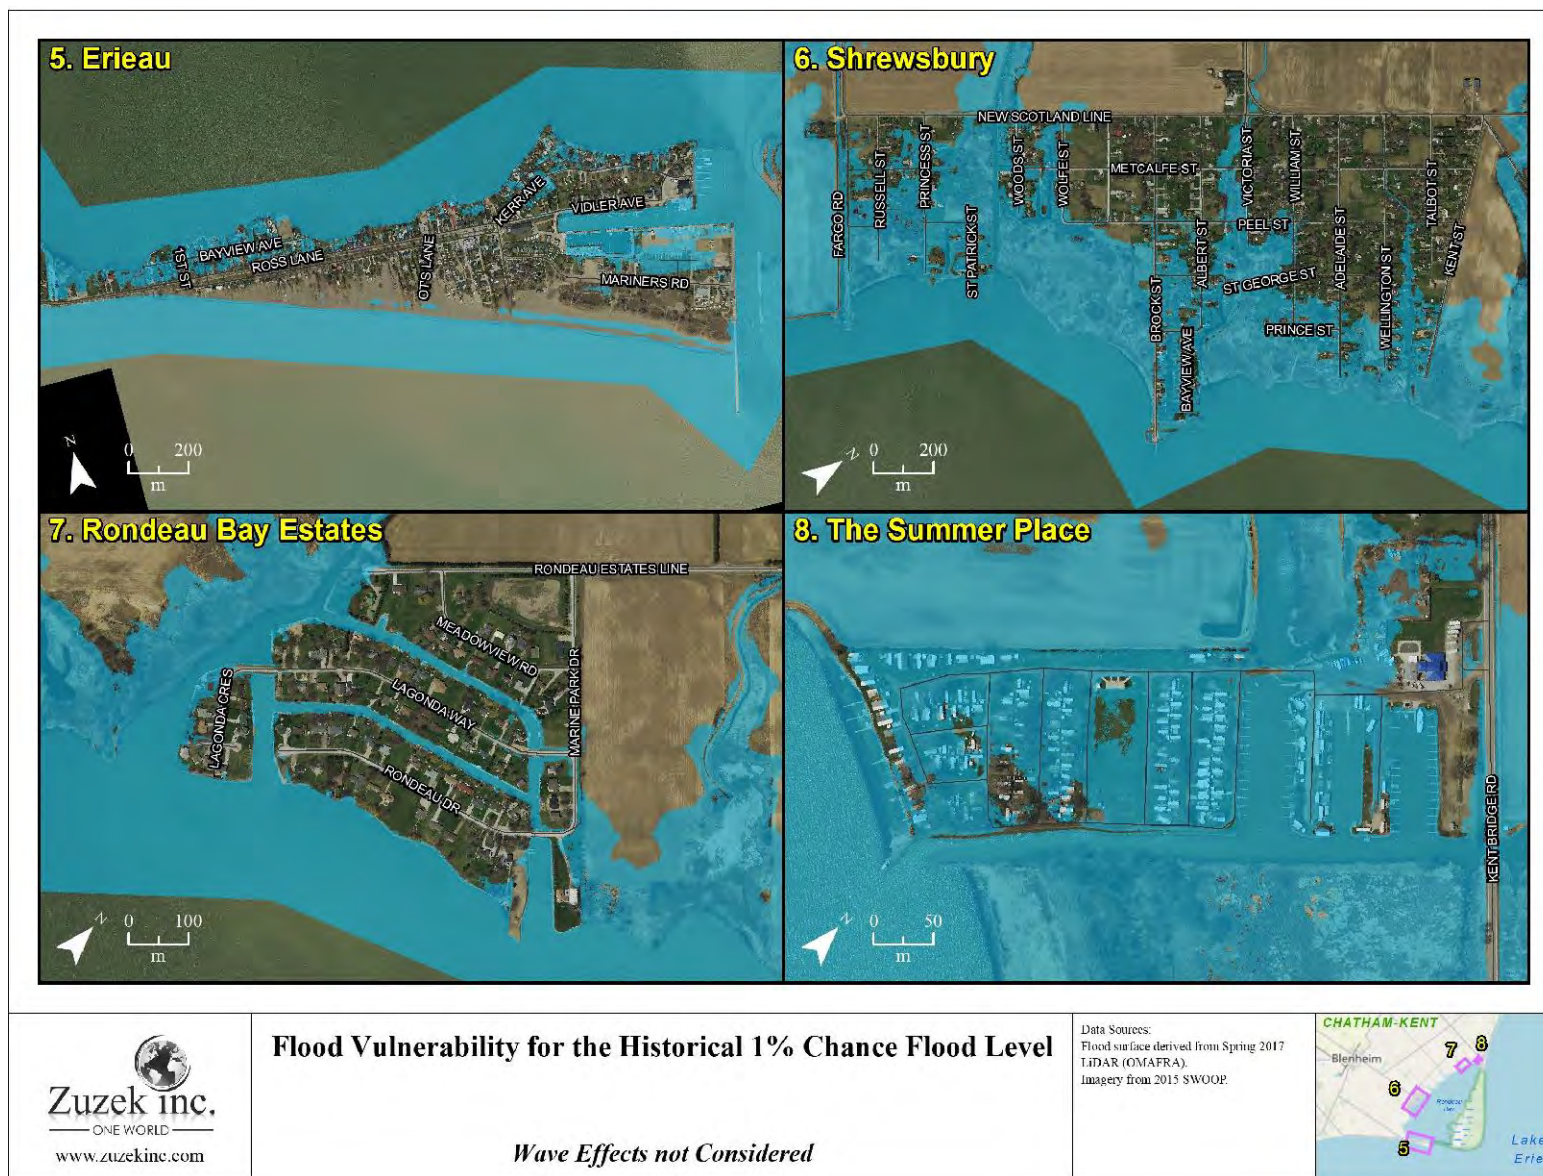 5. Erieau
1ST ST
BAYVIEW AVE
ROSS LANE
OTS LANE
KERR AVE
VIDLER AVE
MARINERS RD
N
0 200
m
6. Shrewsbury
NEW SCOTLAND LINE
FARGO RD
RUSSELL ST
PRINCESS ST
ST PATRICK ST
WOODS ST
WOLFE ST
METCALFE ST
BROCK ST
BAYVIEW AVE
ALBERT ST
VICTORIA ST
PEEL ST
WILLIAM ST
ST GEORGE ST
PRINCE ST
ADELAIDE ST
WELLINGTON ST
TALBOT ST
KENT ST
N
0 200
m
7. Rondeau Bay Estates
RONDEAU ESTATES LINE
MEADOWVIEW RD
MARINE PARK DR
LAGONDA CRES
LAGONDA WAY
RONDEAU DR
N
0 100
m
8. The Summer Place
KENT BRIDGE RD
N
0 50
m
Zuzek inc.
ONE WORLD
www.zuzekinc.com
Flood Vulnerability for the Historical 1% Chance Flood Level
Wave Effects not Considered
Data Sources:
Flood surface derived from Spring 2017
LiDAR (OMAFRA).
Imagery from 2015 SWOOP.
CHATHAM-KENT
Blenheim
7
8
6
Rondeau
Bay
5
Lake
Erie